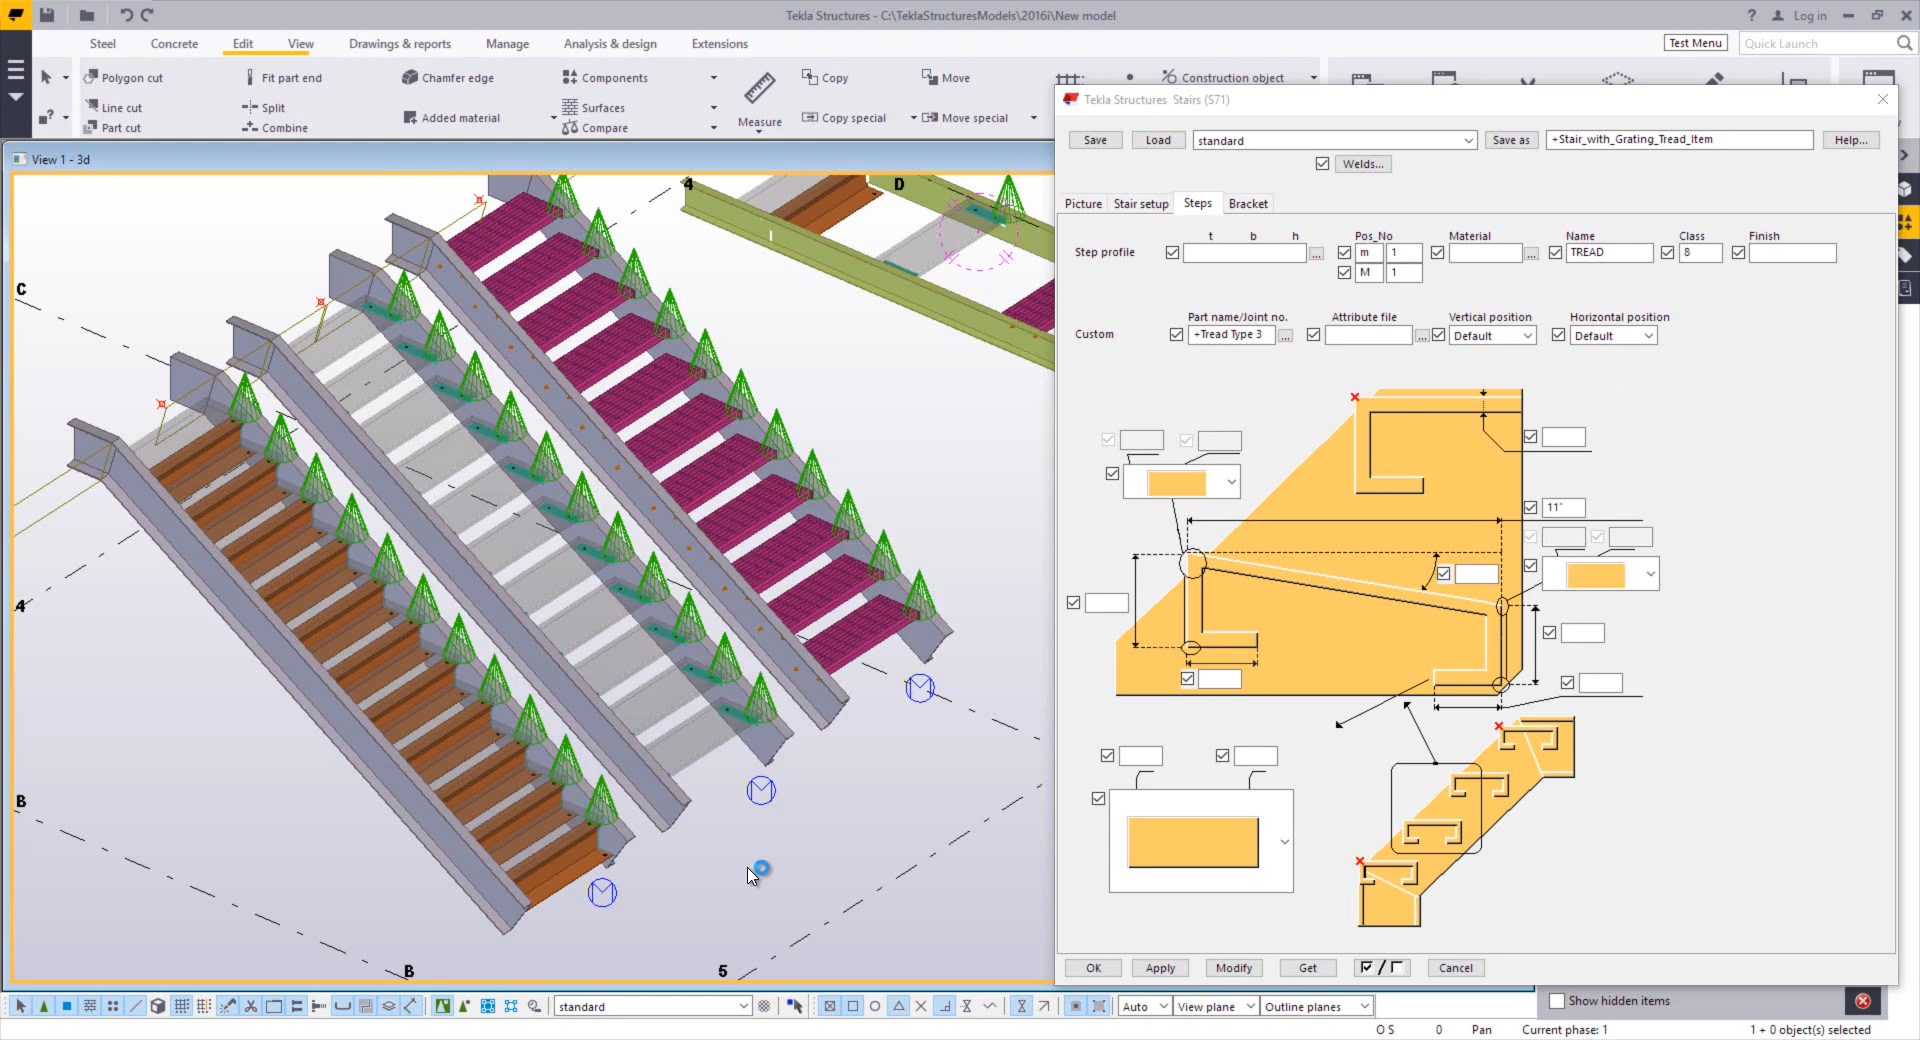 Tekla Structures - C:\TeklaStructuresModels\2016i\New model
? Log in
Steel Concrete Edit View Drawings & reports Manage Analysis & design Extensions
Test Menu Quick Launch
Polygon cut Fit part end Chamfer edge Components Copy Move Construction object
Line cut Split Surfaces
Added material Measure Copy special Move special
Part cut Combine Compare
View 1 - 3d
Tekla Structures Stairs (S71)
Save Load standard Save as +Stair_with_Grating_Tread_Item Help...
Welds...
Picture Stair setup Steps Bracket
t b h Pos_No Material Name Class Finish
Step profile ... m 1 ... TREAD 8
M 1
Part name/Joint no. Attribute file Vertical position Horizontal position
Custom +Tread Type 3 ... ... Default Default
11"
4 D
C
4
B
B 5
OK Apply Modify Get / Cancel
standard Auto View plane Outline planes
Show hidden items
O S 0 Pan Current phase: 1 1 + 0 object(s) selected